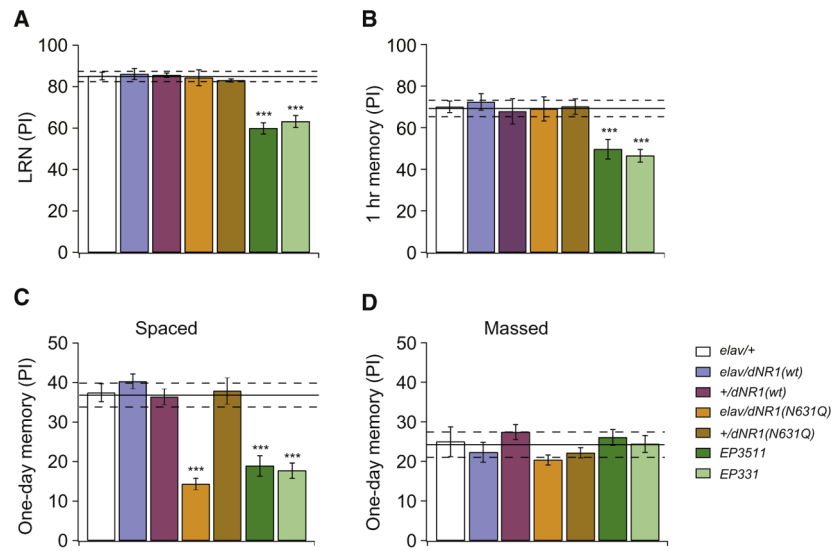 A
LRN (PI)
100
80
60
40
20
0
*** ***
B
1 hr memory (PI)
100
80
60
40
20
0
***
***
C
Spaced
One-day memory (PI)
50
40
30
20
10
0
***
***
***
D
Massed
One-day memory (PI)
50
40
30
20
10
0
elav/+
elav/dNR1(wt)
+/dNR1(wt)
elav/dNR1(N631Q)
+/dNR1(N631Q)
EP3511
EP331